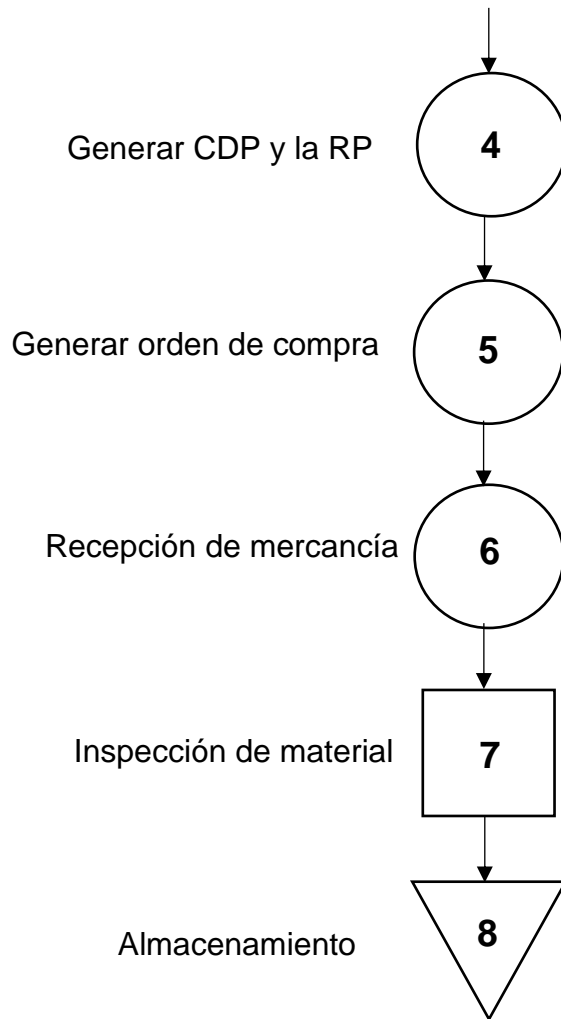 Generar CDP y la RP 4
Generar orden de compra 5
Recepción de mercancía 6
Inspección de material 7
Almacenamiento 8